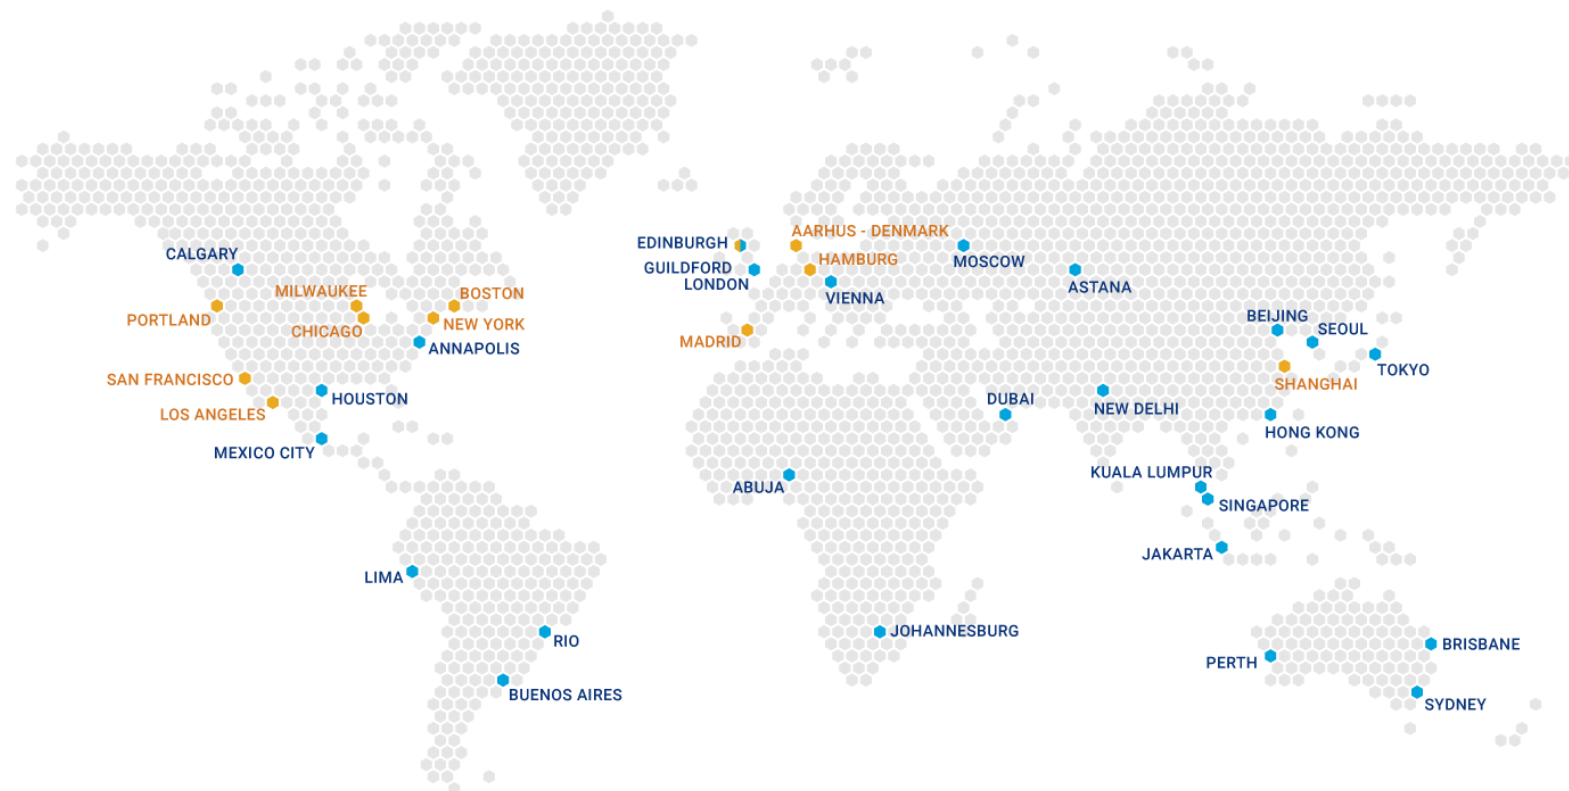 CALGARY
MILWAUKEE
BOSTON
PORTLAND
CHICAGO
NEW YORK
ANNAPOLIS
SAN FRANCISCO
HOUSTON
LOS ANGELES
MEXICO CITY
LIMA
RIO
BUENOS AIRES
EDINBURGH
AARHUS - DENMARK
GUILDFORD
HAMBURG
LONDON
VIENNA
MOSCOW
ASTANA
MADRID
BEIJING
SEOUL
TOKYO
SHANGHAI
DUBAI
NEW DELHI
HONG KONG
ABUJA
KUALA LUMPUR
SINGAPORE
JAKARTA
JOHANNESBURG
PERTH
BRISBANE
SYDNEY